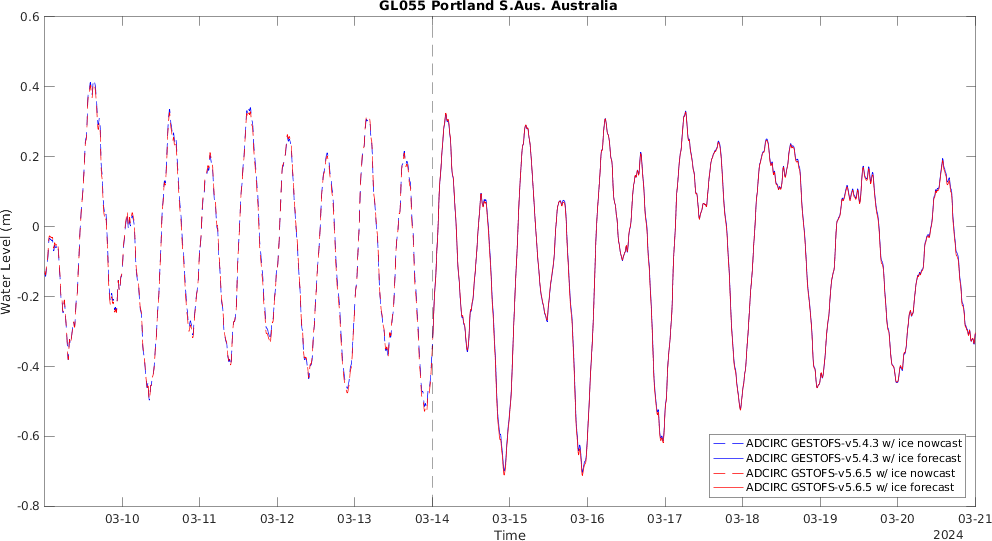 GL055 Portland S.Aus. Australia
Water Level (m)
0.6
0.4
0.2
0
-0.2
-0.4
-0.6
-0.8
ADCIRC GESTOFS-v5.4.3 w/ ice nowcast
ADCIRC GESTOFS-v5.4.3 w/ ice forecast
ADCIRC GSTOFS-v5.6.5 w/ ice nowcast
ADCIRC GSTOFS-v5.6.5 w/ ice forecast
03-10 03-11 03-12 03-13 03-14 03-15 03-16 03-17 03-18 03-19 03-20 03-21
Time
2024